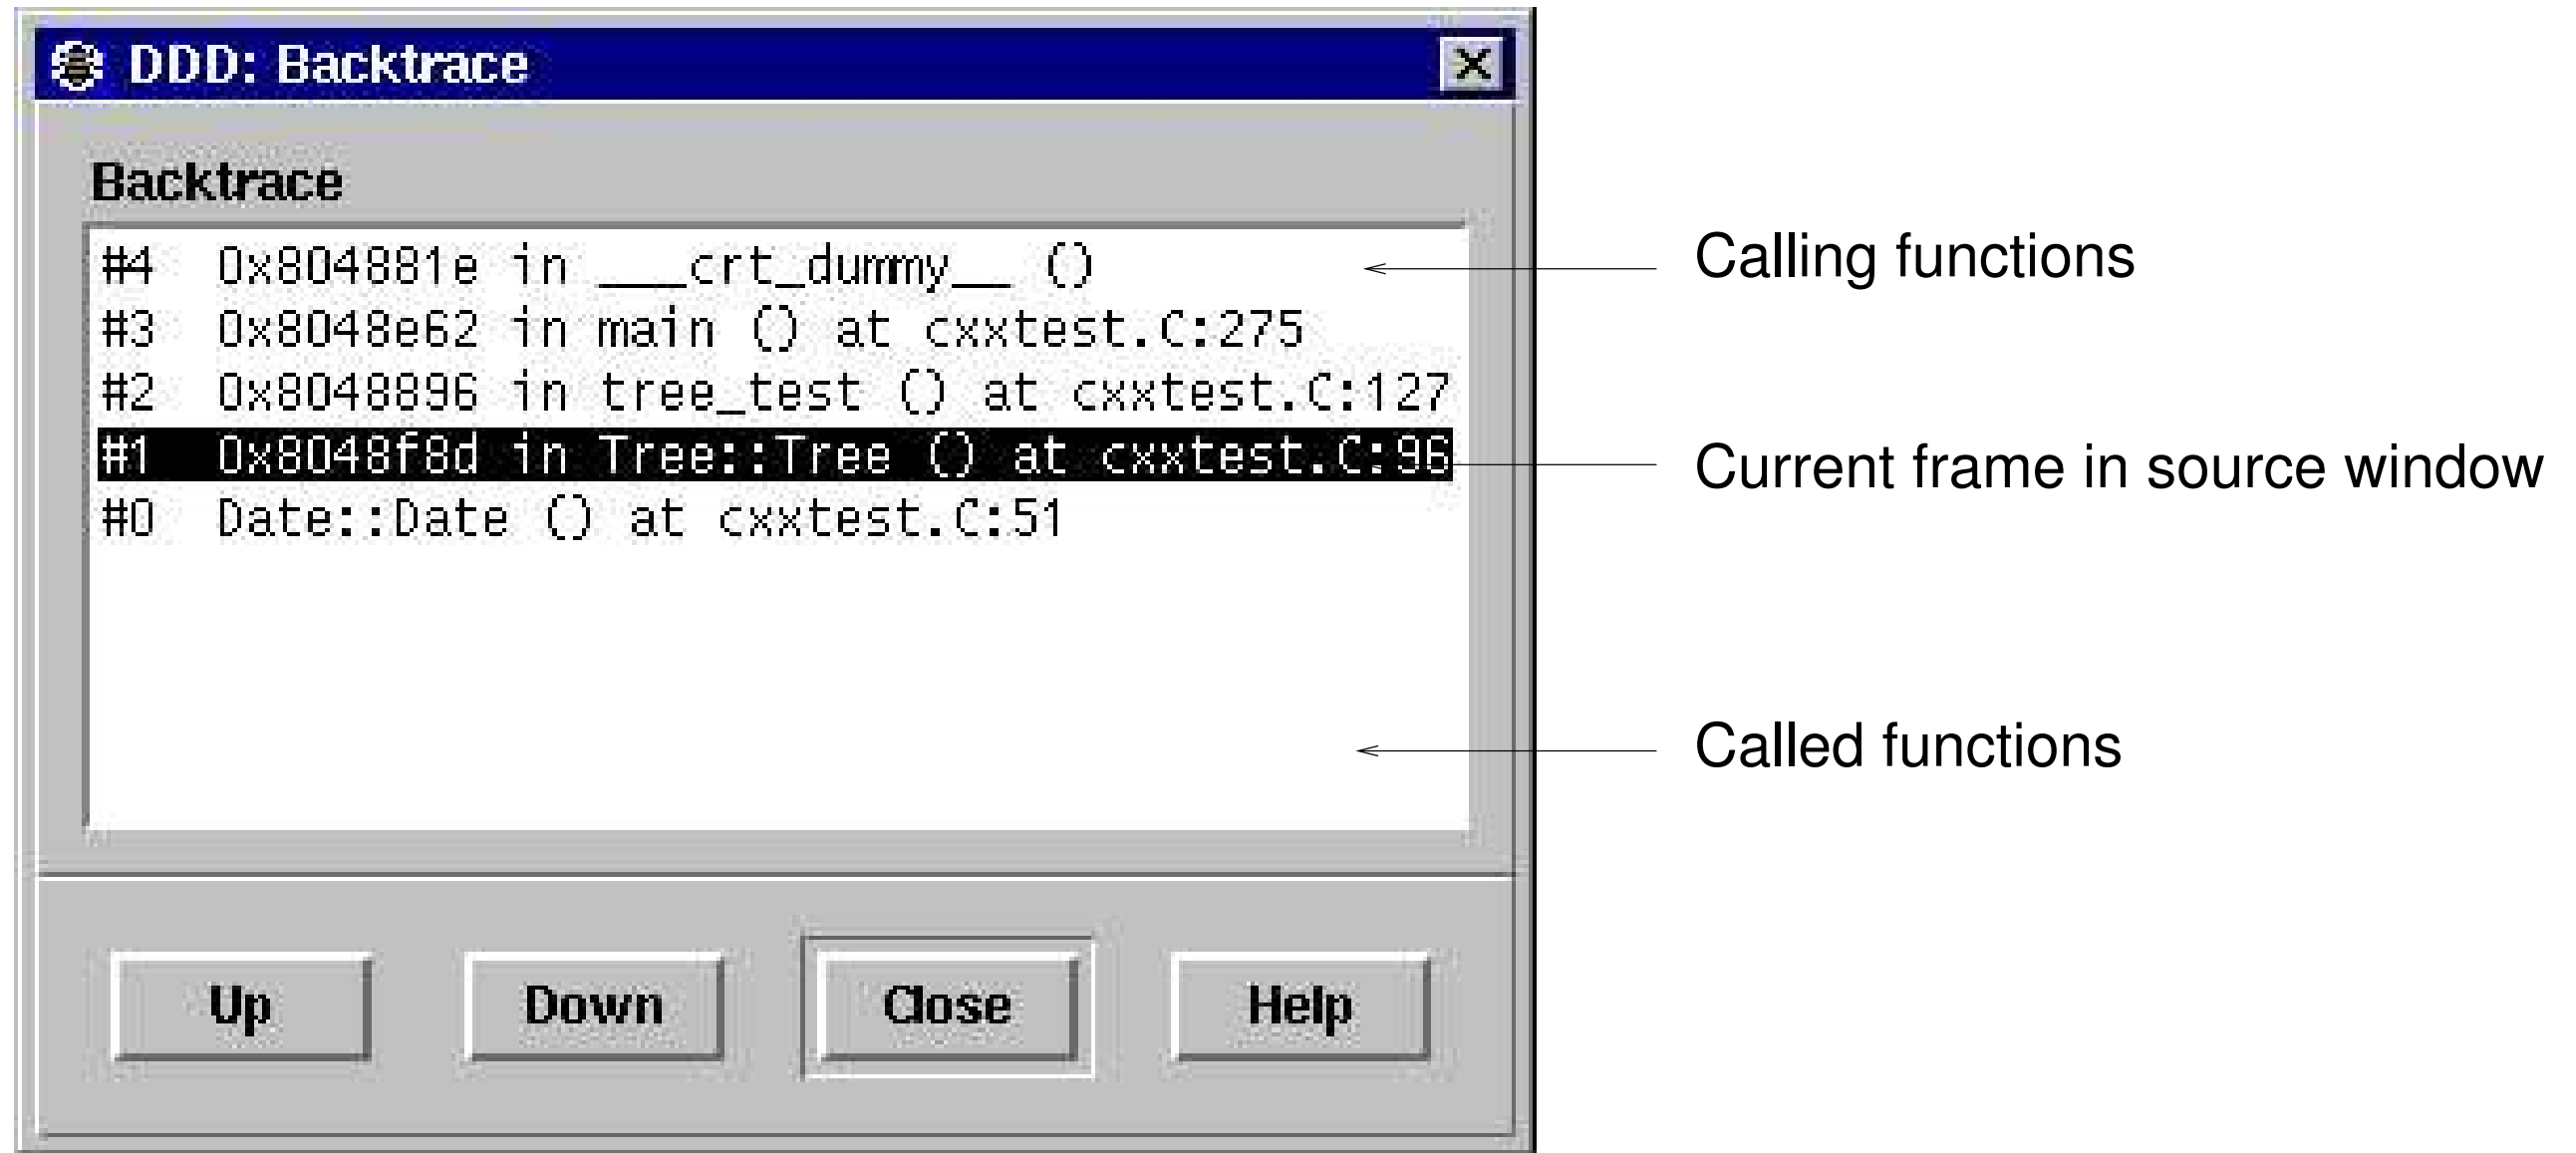 DDD: Backtrace
Backtrace
#4 0x804881e in ___crt_dummy__ ()
Calling functions
#3 0x8048e62 in main () at cxxtest.C:275
#2 0x8048896 in tree_test () at cxxtest.C:127
#1 0x8048f8d in Tree::Tree () at cxxtest.C:96
Current frame in source window
#0 Date::Date () at cxxtest.C:51
Called functions
Up
Down
Close
Help